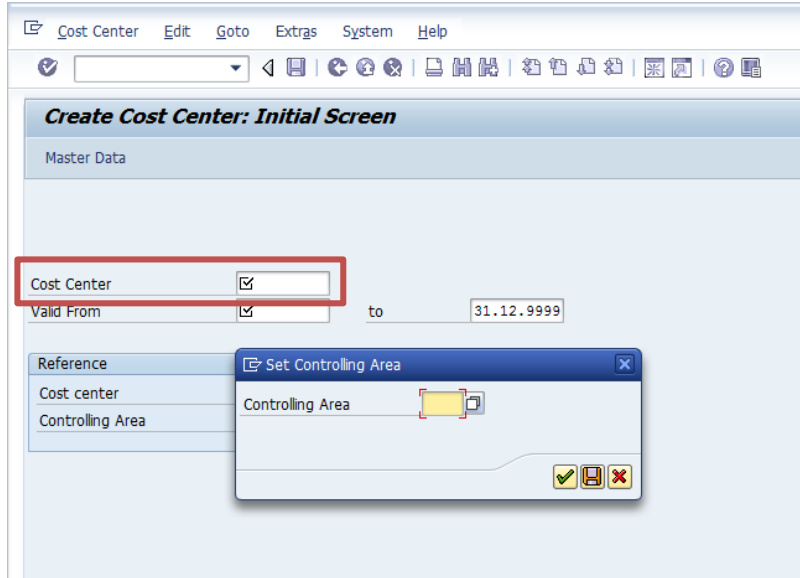 Cost Center Edit Goto Extras System Help
Create Cost Center: Initial Screen
Master Data
Cost Center
Valid From to 31.12.9999
Reference
Cost center
Controlling Area
Set Controlling Area
Controlling Area